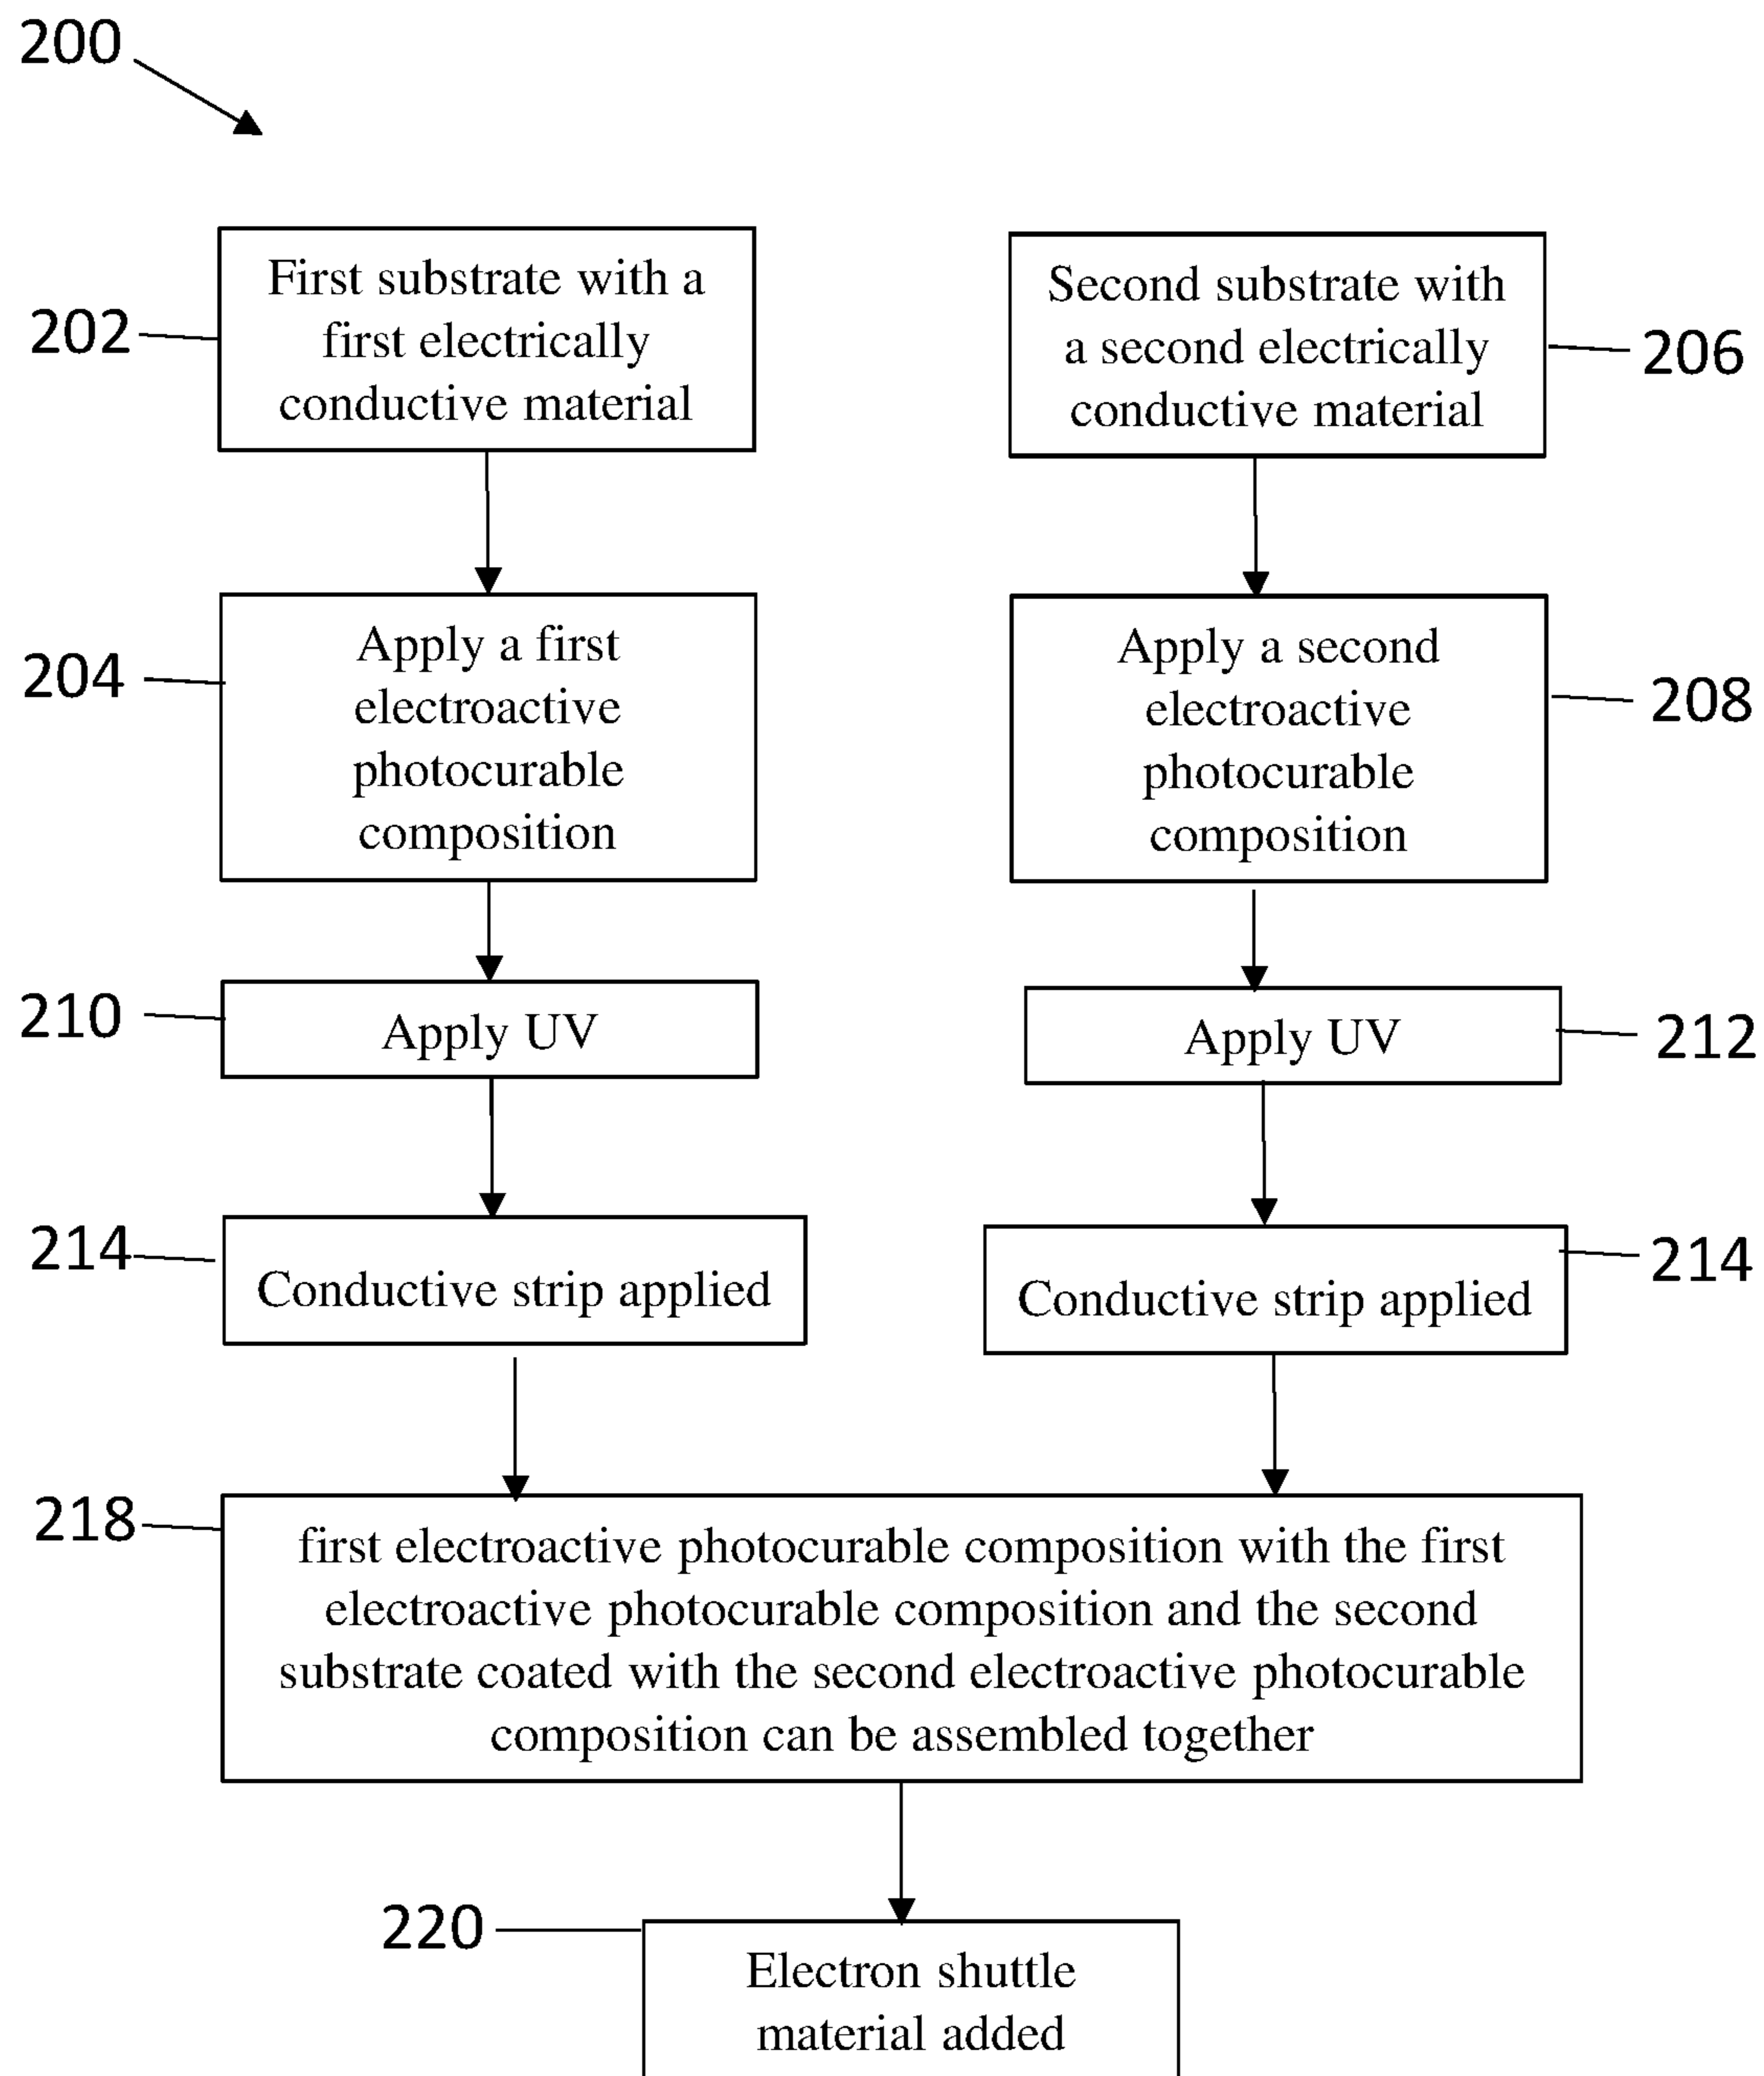 200
202
First substrate with a
first electrically
conductive material
Second substrate with
a second electrically
conductive material
206
204
Apply a first
electroactive
photocurable
composition
Apply a second
electroactive
photocurable
composition
208
210
Apply UV
Apply UV
212
214
Conductive strip applied
Conductive strip applied
214
218
first electroactive photocurable composition with the first
electroactive photocurable composition and the second
substrate coated with the second electroactive photocurable
composition can be assembled together
220
Electron shuttle
material added